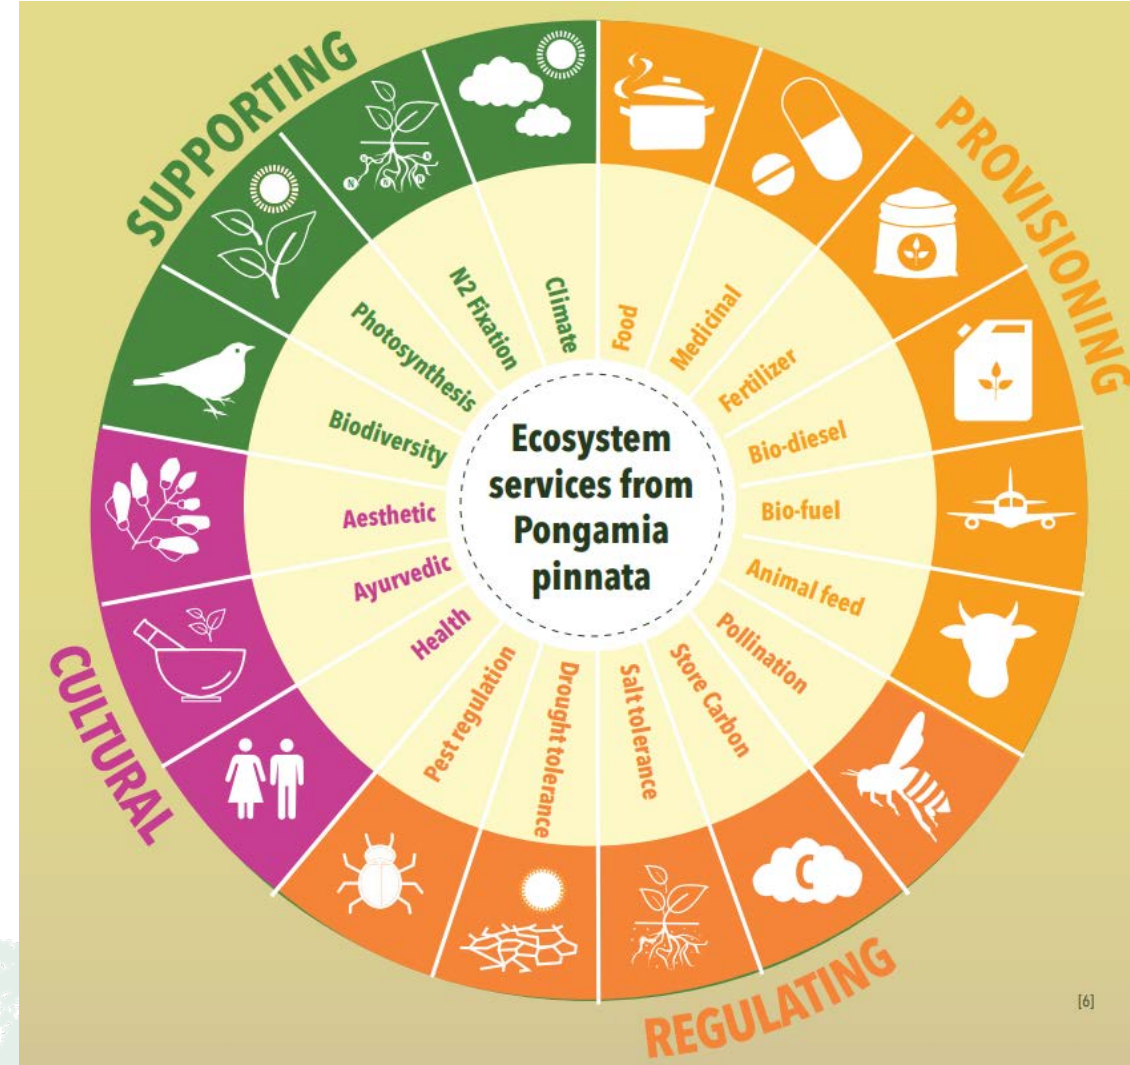 SUPPORTING
PROVISIONING
CULTURAL
REGULATING
Ecosystem
services from
Pongamia
pinnata
Food
Medicinal
Fertilizer
Bio-diesel
Bio-fuel
Animal feed
Pollination
Store Carbon
Salt tolerance
Drought tolerance
Pest regulation
Health
Ayurvedic
Aesthetic
Biodiversity
Photosynthesis
N2 Fixation
Climate
C
N
[6]